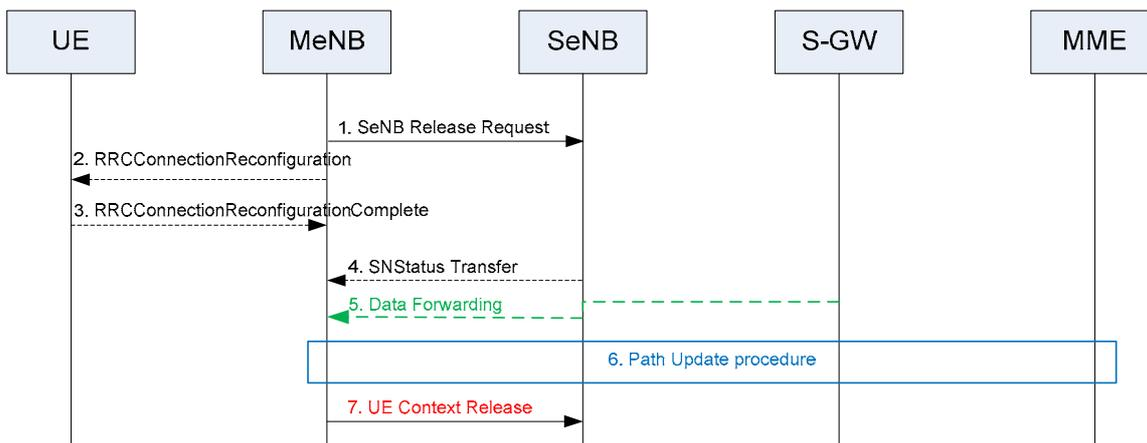 UE
MeNB
SeNB
S-GW
MME
1. SeNB Release Request
2. RRCConnectionReconfiguration
3. RRCConnectionReconfigurationComplete
4. SNStatus Transfer
5. Data Forwarding
6. Path Update procedure
7. UE Context Release